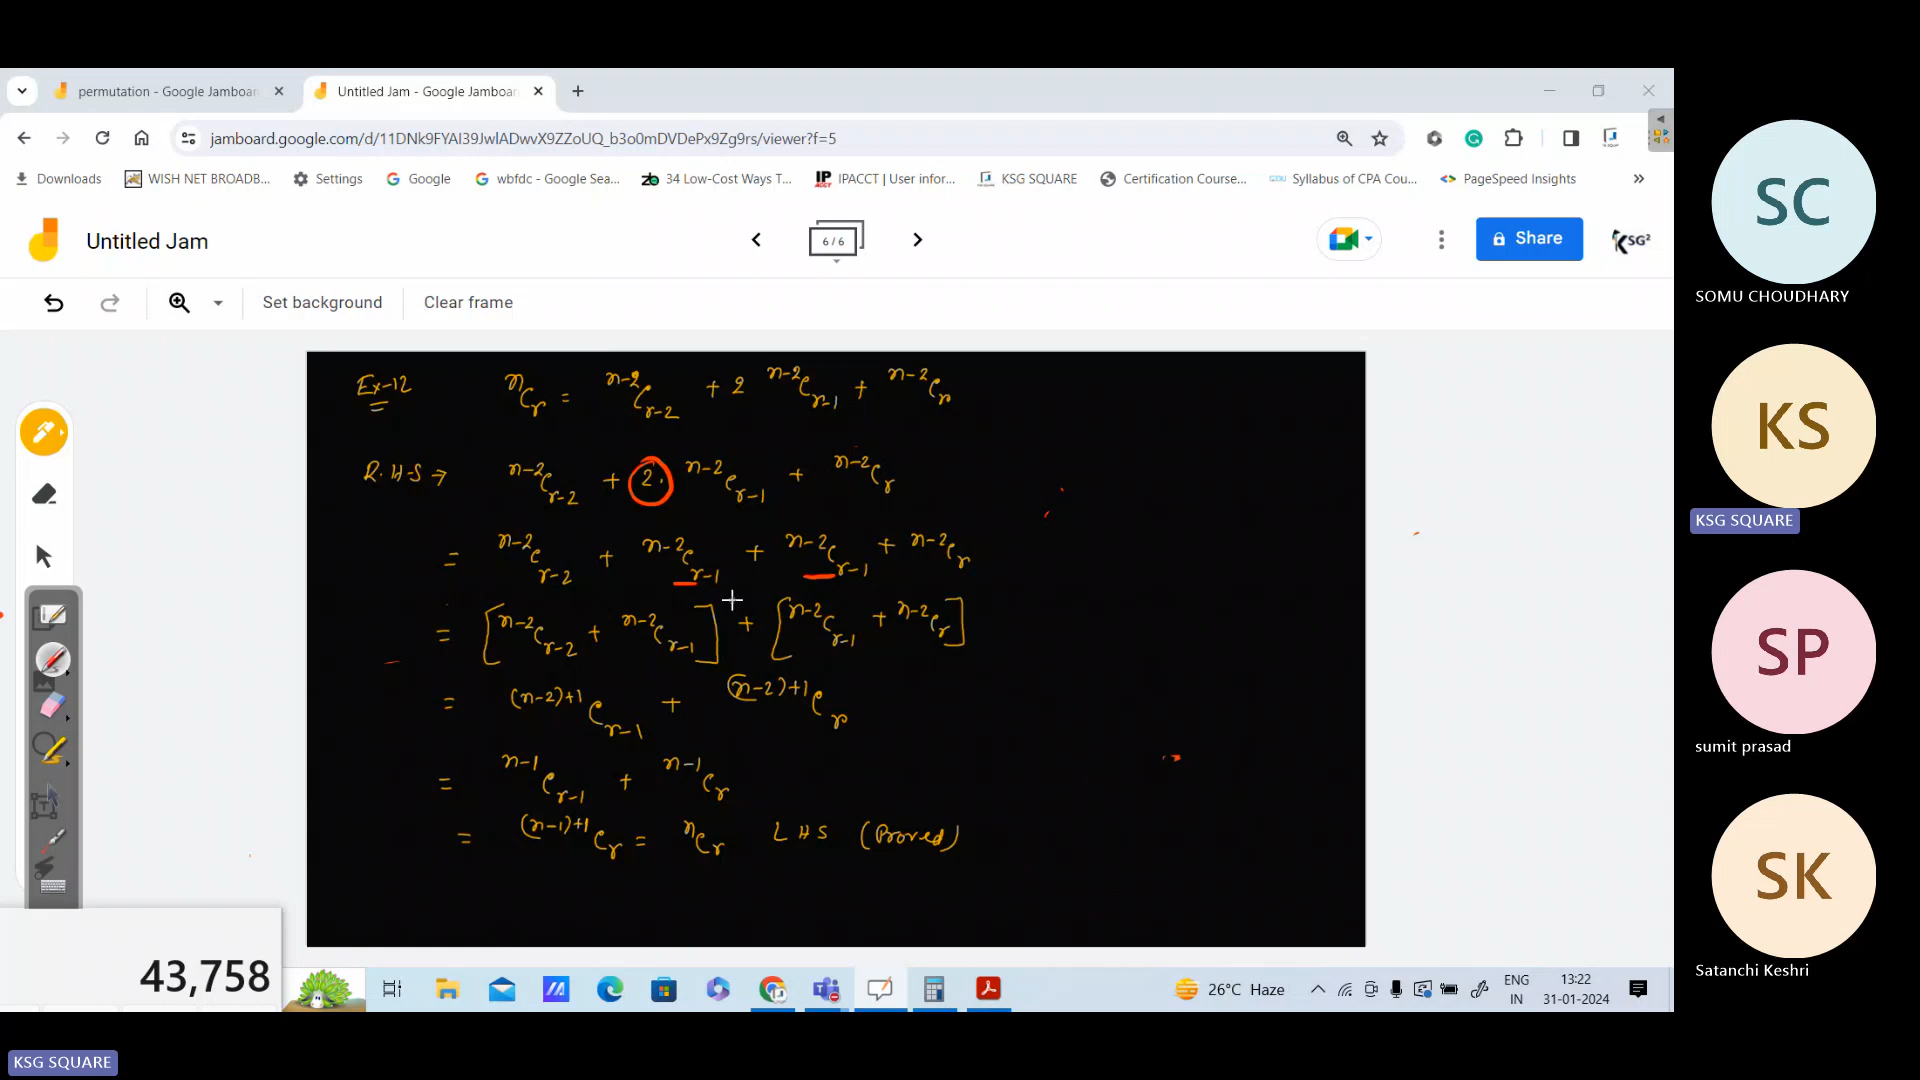 permutation - Google Jamboar
Untitled Jam - Google Jamboa
jamboard.google.com/d/11DNk9FYAI39JwlADwvX9ZZoUQ_b3o0mDVDePx9Zg9rs/viewer?f=5
Downloads WISH NET BROADB... Settings Google wbfdc - Google Sea... 34 Low-Cost Ways T... IPACCT | User infor... KSG SQUARE Certification Course... Syllabus of CPA Cou... PageSpeed Insights
Untitled Jam 6 / 6 Share KSG²
Set background Clear frame
Ex-12 ⁿCᵣ = ⁿ⁻²Cᵣ₋₂ + 2 ⁿ⁻²Cᵣ₋₁ + ⁿ⁻²Cᵣ
R.H.S → ⁿ⁻²Cᵣ₋₂ + 2. ⁿ⁻²Cᵣ₋₁ + ⁿ⁻²Cᵣ
= ⁿ⁻²Cᵣ₋₂ + ⁿ⁻²Cᵣ₋₁ + ⁿ⁻²Cᵣ₋₁ + ⁿ⁻²Cᵣ
= [ⁿ⁻²Cᵣ₋₂ + ⁿ⁻²Cᵣ₋₁] + [ⁿ⁻²Cᵣ₋₁ + ⁿ⁻²Cᵣ]
= ⁽ⁿ⁻²⁾⁺¹Cᵣ₋₁ + ⁽ⁿ⁻²⁾⁺¹Cᵣ
= ⁿ⁻¹Cᵣ₋₁ + ⁿ⁻¹Cᵣ
= ⁽ⁿ⁻¹⁾⁺¹Cᵣ = ⁿCᵣ LHS (Proved)
43,758
26°C Haze ENG IN 13:22 31-01-2024
KSG SQUARE
SC
SOMU CHOUDHARY
KS
KSG SQUARE
SP
sumit prasad
SK
Satanchi Keshri